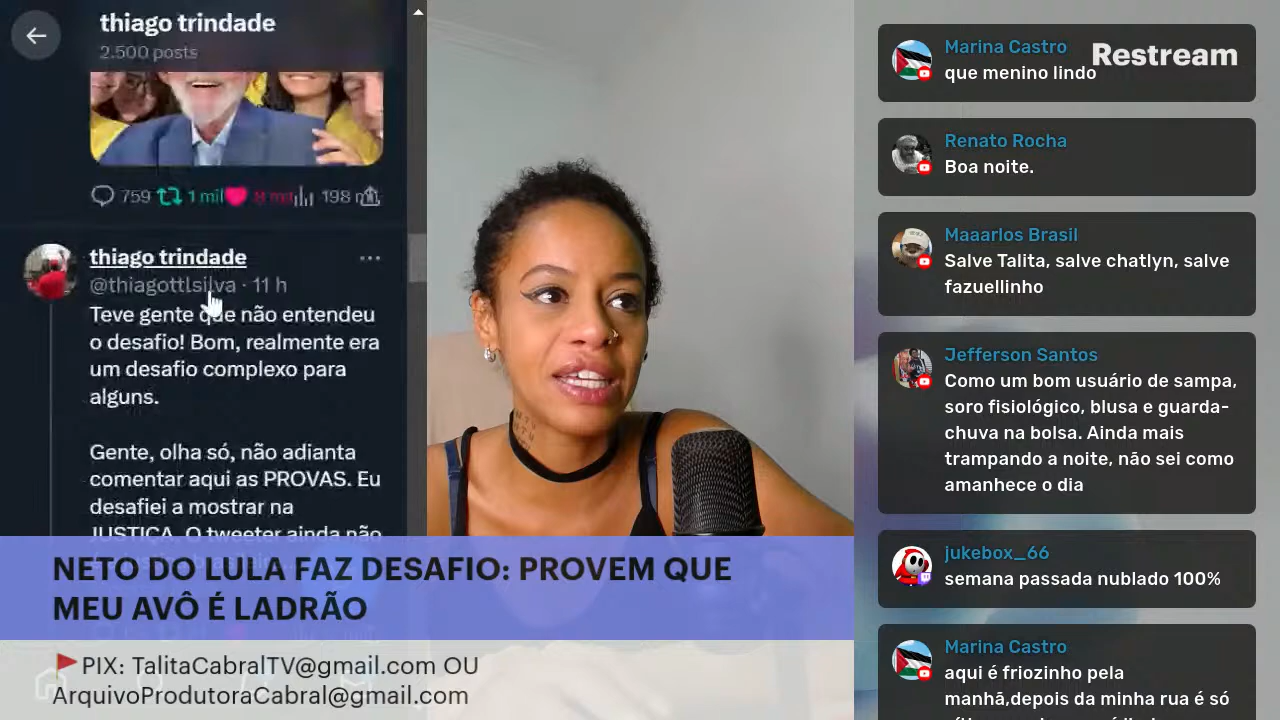 thiago trindade
2.500 posts
759 1 mil 198
thiago trindade
@thiagottlsilva · 11 h
Teve gente que não entendeu
o desafio! Bom, realmente era
um desafio complexo para
alguns.
Gente, olha só, não adianta
comentar aqui as PROVAS. Eu
desafiei a mostrar na
JUSTIÇA. O tweeter ainda não
NETO DO LULA FAZ DESAFIO: PROVEM QUE
MEU AVÔ É LADRÃO
🚩PIX: TalitaCabralTV@gmail.com OU
ArquivoProdutoraCabral@gmail.com
Restream
Marina Castro
que menino lindo
Renato Rocha
Boa noite.
Maaarlos Brasil
Salve Talita, salve chatlyn, salve
fazuellinho
Jefferson Santos
Como um bom usuário de sampa,
soro fisiológico, blusa e guarda-
chuva na bolsa. Ainda mais
trampando a noite, não sei como
amanhece o dia
jukebox_66
semana passada nublado 100%
Marina Castro
aqui é friozinho pela
manhã,depois da minha rua é só